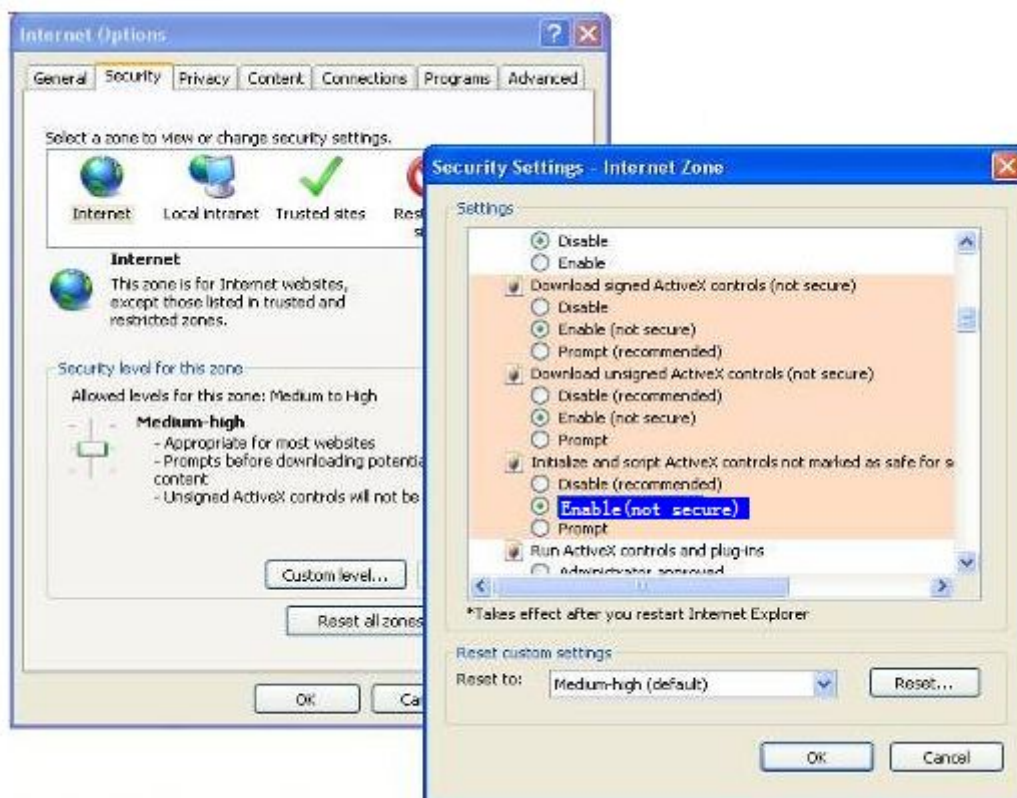 Internet Options
General Security Privacy Content Connections Programs Advanced
Select a zone to view or change security settings.
Internet Local intranet Trusted sites
Internet
This zone is for Internet websites,
except those listed in trusted and
restricted zones.
Security level for this zone
Allowed levels for this zone: Medium to High
Medium-high
- Appropriate for most websites
- Prompts before downloading
content
- Unsigned ActiveX controls will not be
Custom level...
Reset all zones
OK
Security Settings - Internet Zone
Settings
Disable
Enable
Download signed ActiveX controls (not secure)
Disable
Enable (not secure)
Prompt (recommended)
Download unsigned ActiveX controls (not secure)
Disable (recommended)
Enable (not secure)
Prompt
Initialize and script ActiveX controls not marked as safe for s
Disable (recommended)
Enable(not secure)
Prompt
Run ActiveX controls and plug-ins
Administrator approved
*Takes effect after you restart Internet Explorer
Reset custom settings
Reset to: Medium-high (default) Reset...
OK Cancel